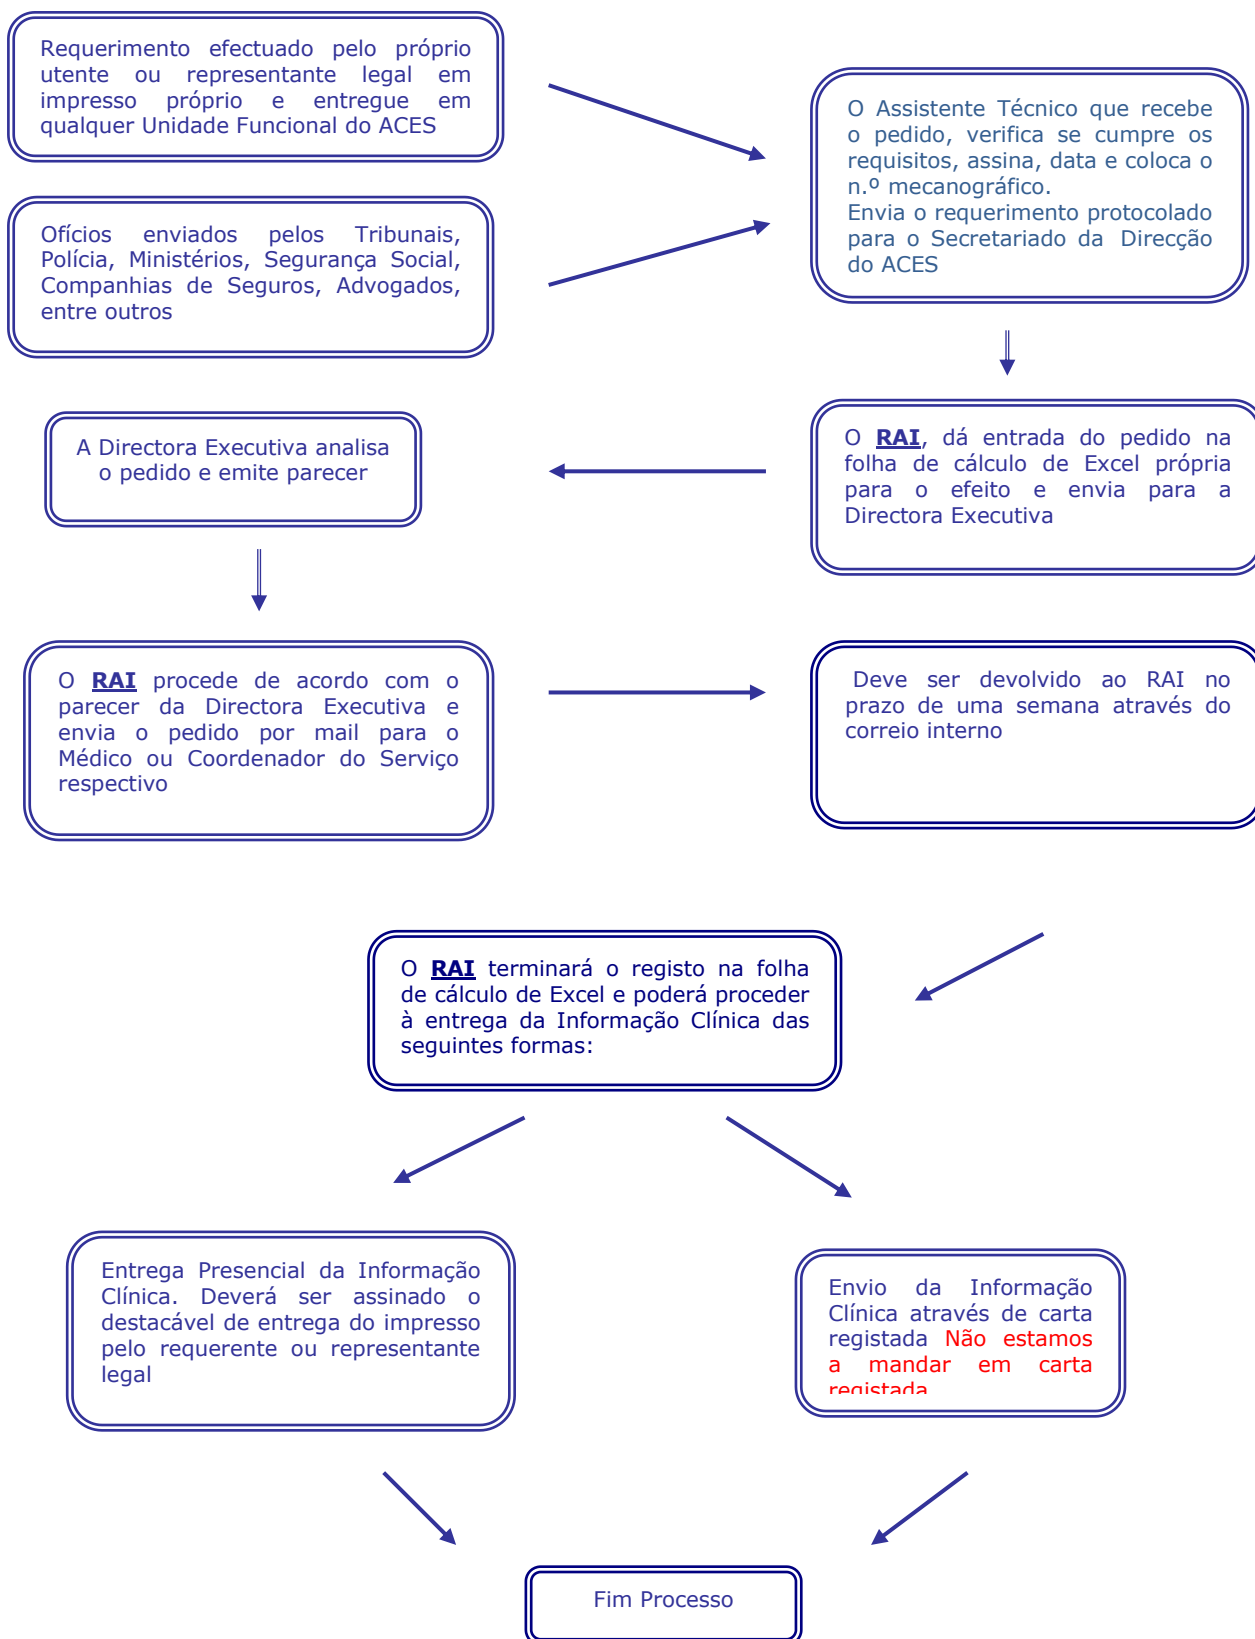 Requerimento efectuado pelo próprio
utente ou representante legal em
impresso próprio e entregue em
qualquer Unidade Funcional do ACES
O Assistente Técnico que recebe
o pedido, verifica se cumpre os
requisitos, assina, data e coloca o
n.º mecanográfico.
Envia o requerimento protocolado
para o Secretariado da Direcção
do ACES
Ofícios enviados pelos Tribunais,
Polícia, Ministérios, Segurança Social,
Companhias de Seguros, Advogados,
entre outros
O RAI, dá entrada do pedido na
folha de cálculo de Excel própria
para o efeito e envia para a
Directora Executiva
A Directora Executiva analisa
o pedido e emite parecer
O RAI procede de acordo com o
parecer da Directora Executiva e
envia o pedido por mail para o
Médico ou Coordenador do Serviço
respectivo
Deve ser devolvido ao RAI no
prazo de uma semana através do
correio interno
O RAI terminará o registo na folha
de cálculo de Excel e poderá proceder
à entrega da Informação Clínica das
seguintes formas:
Entrega Presencial da Informação
Clínica. Deverá ser assinado o
destacável de entrega do impresso
pelo requerente ou representante
legal
Envio da Informação
Clínica através de carta
registada Não estamos
a mandar em carta
registada
Fim Processo